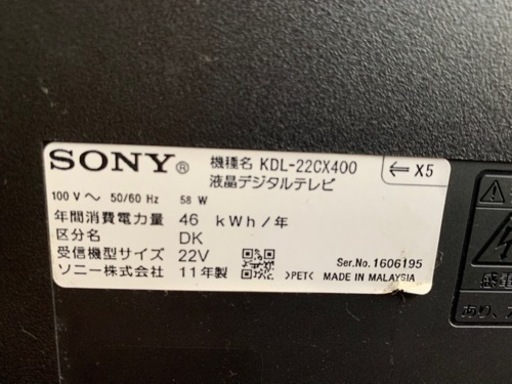 SONY® 機種名 KDL-22CX400
液晶デジタルテレビ
⇐ X5
100 V ～ 50/60 Hz 58 W
年間消費電力量 46 kWh/年
区分名 DK
受信機型サイズ 22V
ソニー株式会社 11年製
Ser.No. 1606195
>PET< MADE IN MALAYSIA
あり、